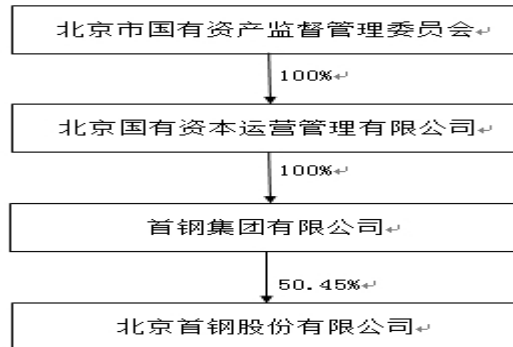 北京市国有资产监督管理委员会↵
100%↵
北京国有资本运营管理有限公司↵
100%↵
首钢集团有限公司↵
50.45%↵
北京首钢股份有限公司↵